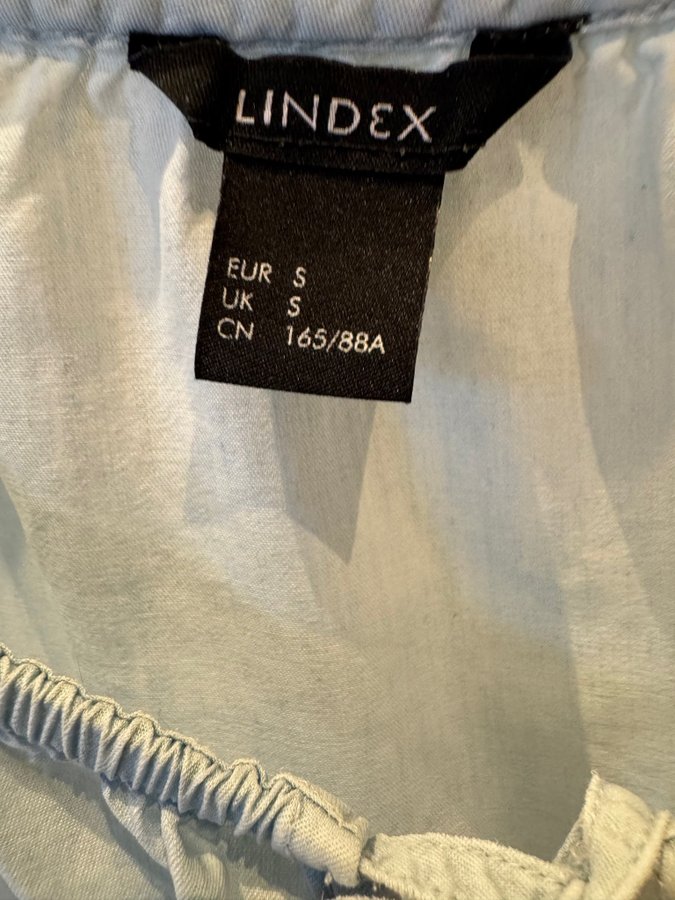 LINDEX
EUR S
UK S
CN 165/88A